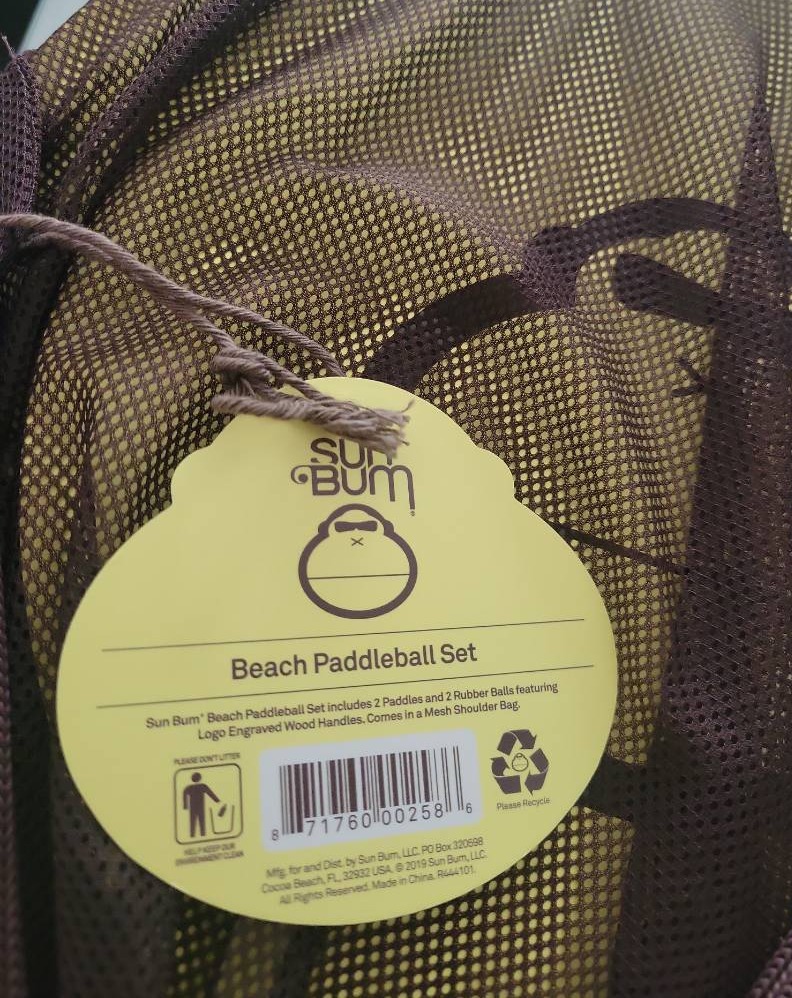 SUN
BUM®
Beach Paddleball Set
Sun Bum® Beach Paddleball Set includes 2 Paddles and 2 Rubber Balls featuring
Logo Engraved Wood Handles. Comes in a Mesh Shoulder Bag.
PLEASE DON'T LITTER
HELP KEEP OUR
ENVIRONMENT CLEAN
Please Recycle
8 71760 00258 6
Mfg. for and Dist. by Sun Bum, LLC. PO Box 320698
Cocoa Beach, FL, 32932 USA. © 2019 Sun Bum, LLC.
All Rights Reserved. Made in China. R444101.